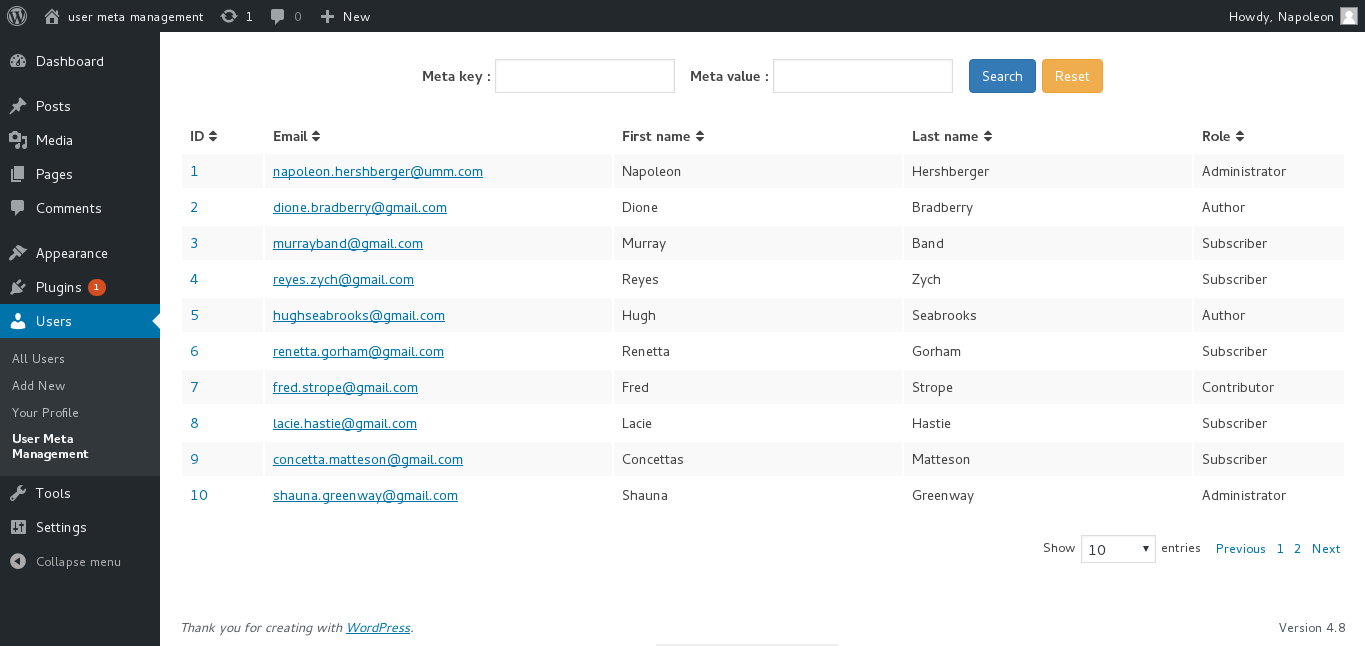 user meta management 1 0 New Howdy, Napoleon
Dashboard
Posts
Media
Pages
Comments
Appearance
Plugins 1
Users
All Users
Add New
Your Profile
User Meta
Management
Tools
Settings
Collapse menu
Meta key : Meta value : Search Reset
ID Email First name Last name Role
1 napoleon.hershberger@umm.com Napoleon Hershberger Administrator
2 dione.bradberry@gmail.com Dione Bradberry Author
3 murrayband@gmail.com Murray Band Subscriber
4 reyes.zych@gmail.com Reyes Zych Subscriber
5 hughseabrooks@gmail.com Hugh Seabrooks Author
6 renetta.gorham@gmail.com Renetta Gorham Subscriber
7 fred.strope@gmail.com Fred Strope Contributor
8 lacie.hastie@gmail.com Lacie Hastie Subscriber
9 concetta.matteson@gmail.com Concettas Matteson Subscriber
10 shauna.greenway@gmail.com Shauna Greenway Administrator
Show 10 entries Previous 1 2 Next
Thank you for creating with WordPress. Version 4.8